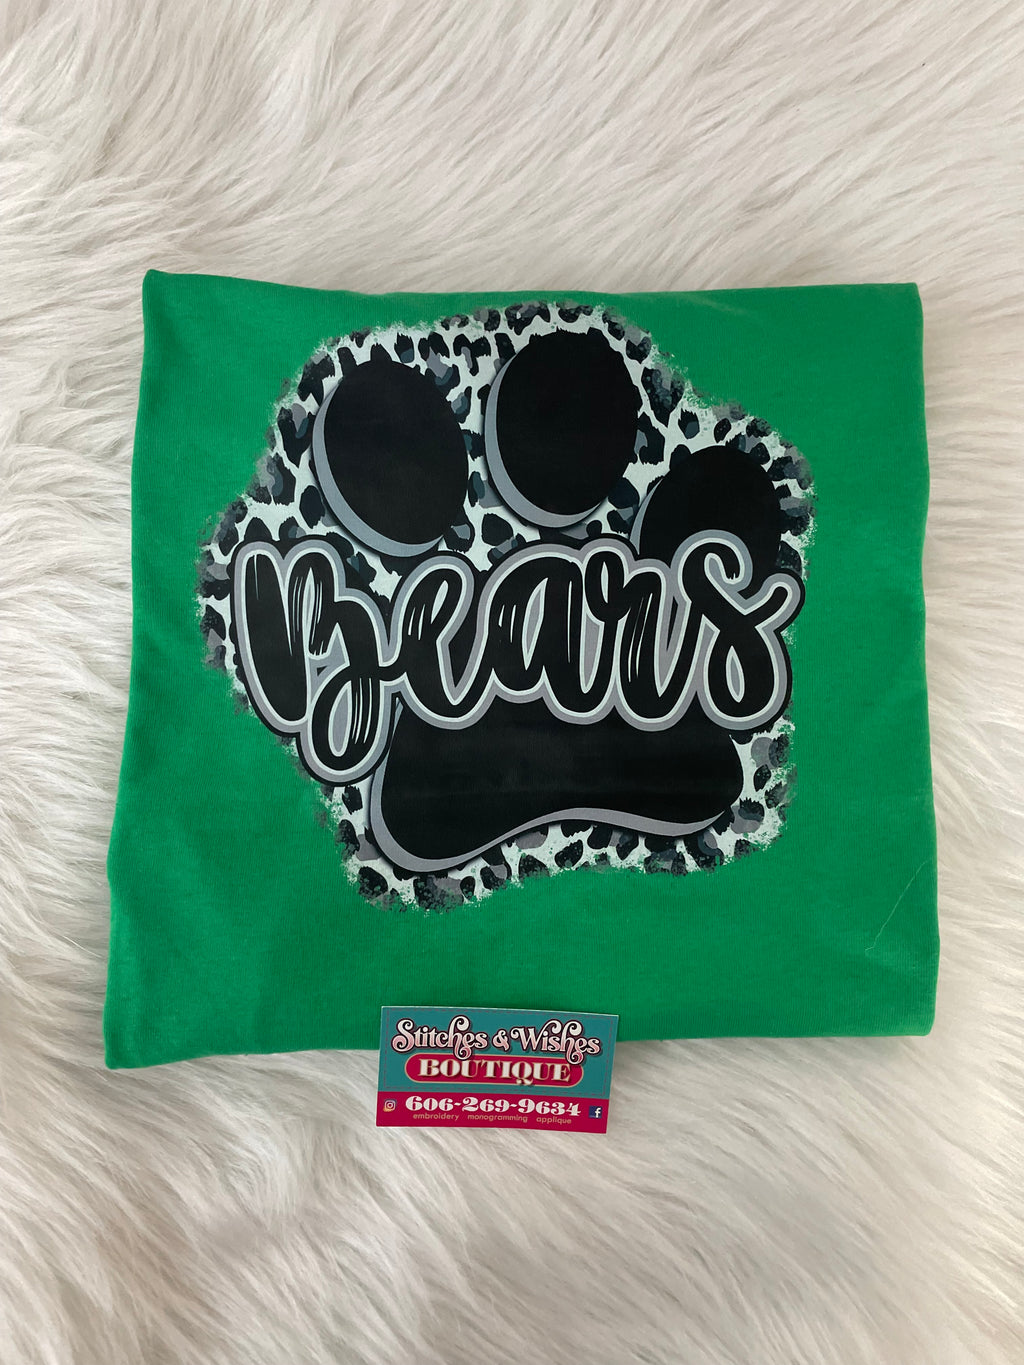 Bears
Stitches & Wishes
BOUTIQUE
606-269-9634
embroidery monogramming applique